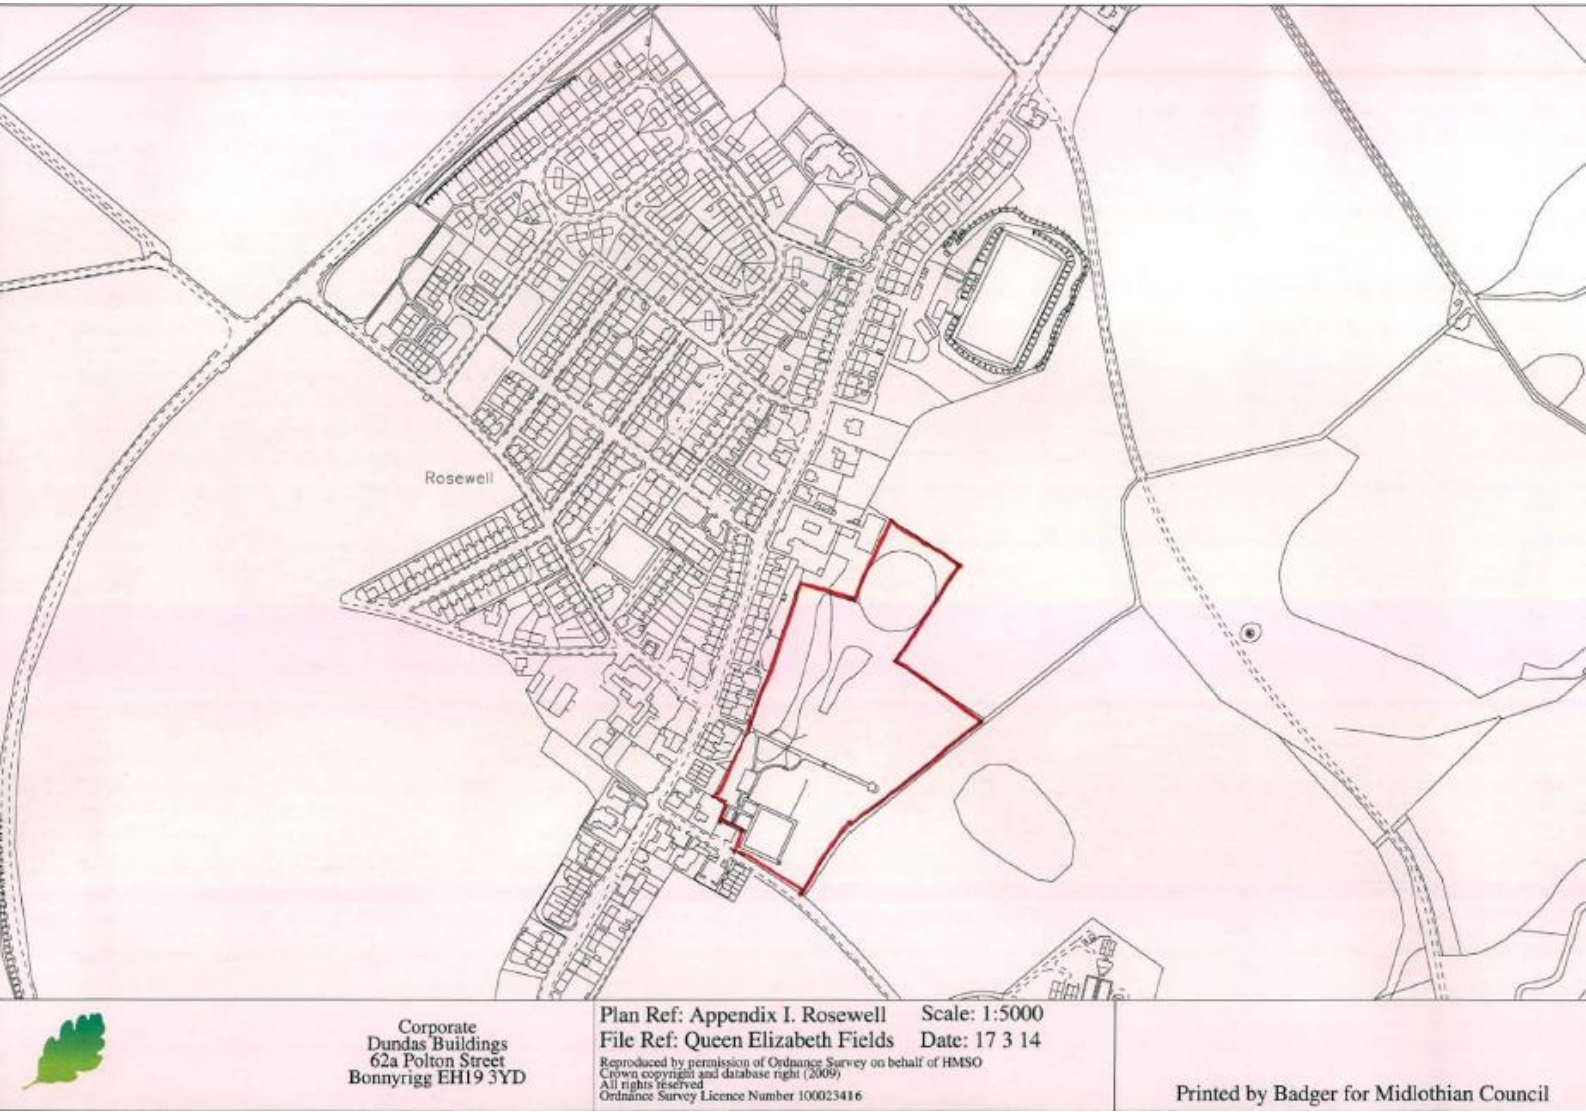 Rosewell
Corporate
Dundas Buildings
62a Polton Street
Bonnyrigg EH19 3YD
Plan Ref: Appendix I. Rosewell Scale: 1:5000
File Ref: Queen Elizabeth Fields Date: 17 3 14
Reproduced by permission of Ordnance Survey on behalf of HMSO
Crown copyright and database right (2009)
All rights reserved
Ordnance Survey Licence Number 100023416
Printed by Badger for Midlothian Council